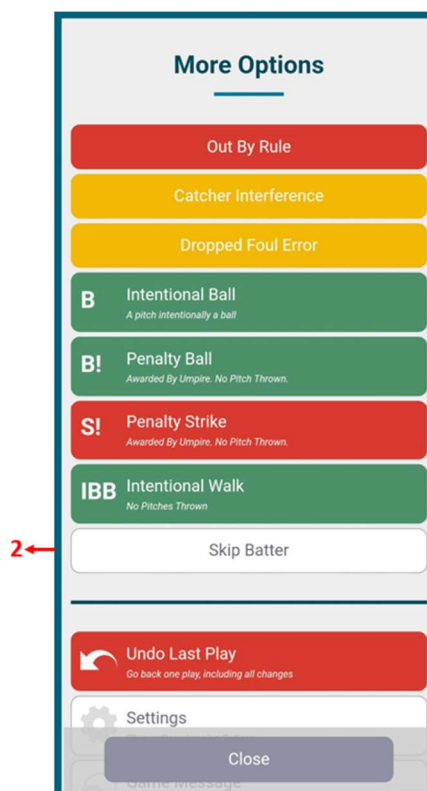 More Options
Out By Rule
Catcher Interference
Dropped Foul Error
B Intentional Ball
A pitch intentionally a ball
B! Penalty Ball
Awarded By Umpire. No Pitch Thrown.
S! Penalty Strike
Awarded By Umpire. No Pitch Thrown.
IBB Intentional Walk
No Pitches Thrown
2 Skip Batter
Undo Last Play
Go back one play, including all changes
Settings
Close
Game Message